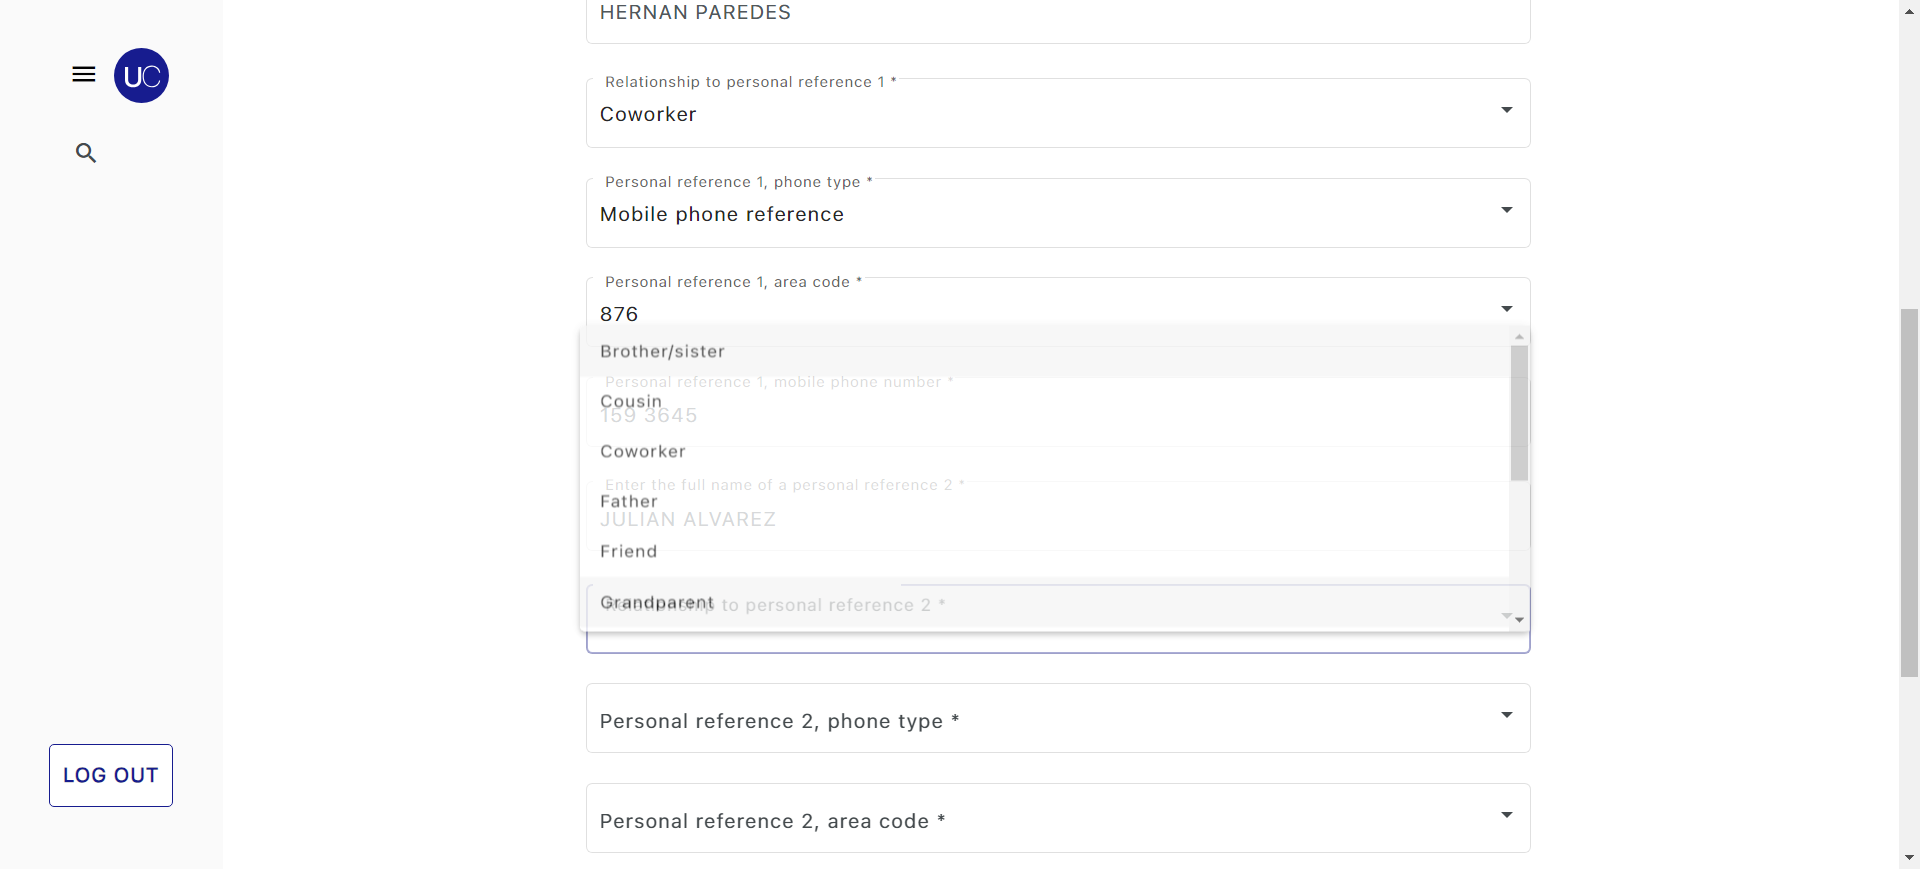 HERNAN PAREDES
UC
Relationship to personal reference 1 *
Coworker
Personal reference 1, phone type *
Mobile phone reference
Personal reference 1, area code *
876
Brother/sister
Personal reference 1, mobile phone number *
Cousin
159 3645
Coworker
Enter the full name of a personal reference 2 *
Father
JULIAN ALVAREZ
Friend
Grandparent
Relationship to personal reference 2 *
Personal reference 2, phone type *
LOG OUT
Personal reference 2, area code *